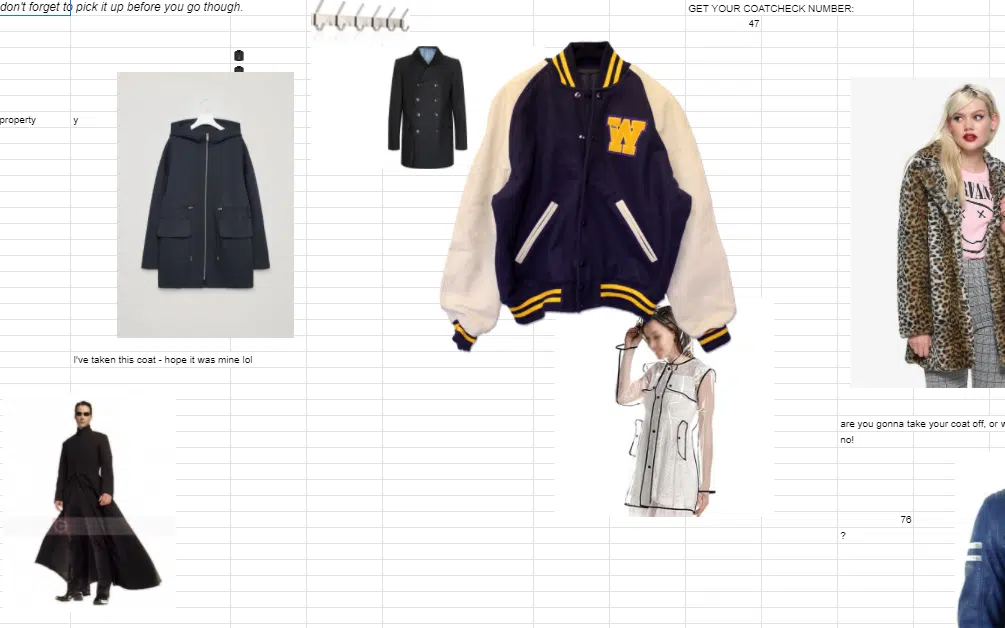 don't forget to pick it up before you go though.
GET YOUR COATCHECK NUMBER:
47
property y
W
I've taken this coat - hope it was mine lol
are you gonna take your coat off, or w
no!
76
?